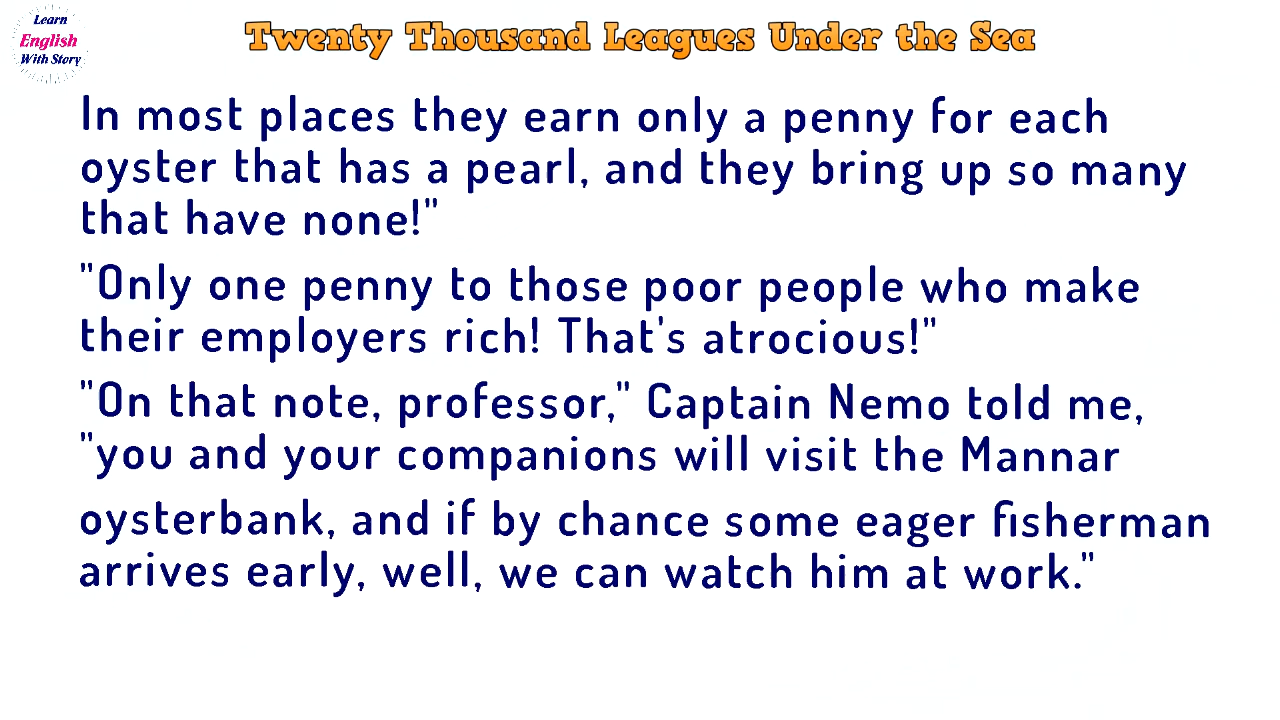 Learn
English
With Story
Twenty Thousand Leagues Under the Sea
In most places they earn only a penny for each
oyster that has a pearl, and they bring up so many
that have none!"
"Only one penny to those poor people who make
their employers rich! That's atrocious!"
"On that note, professor," Captain Nemo told me,
"you and your companions will visit the Mannar
oysterbank, and if by chance some eager fisherman
arrives early, well, we can watch him at work."